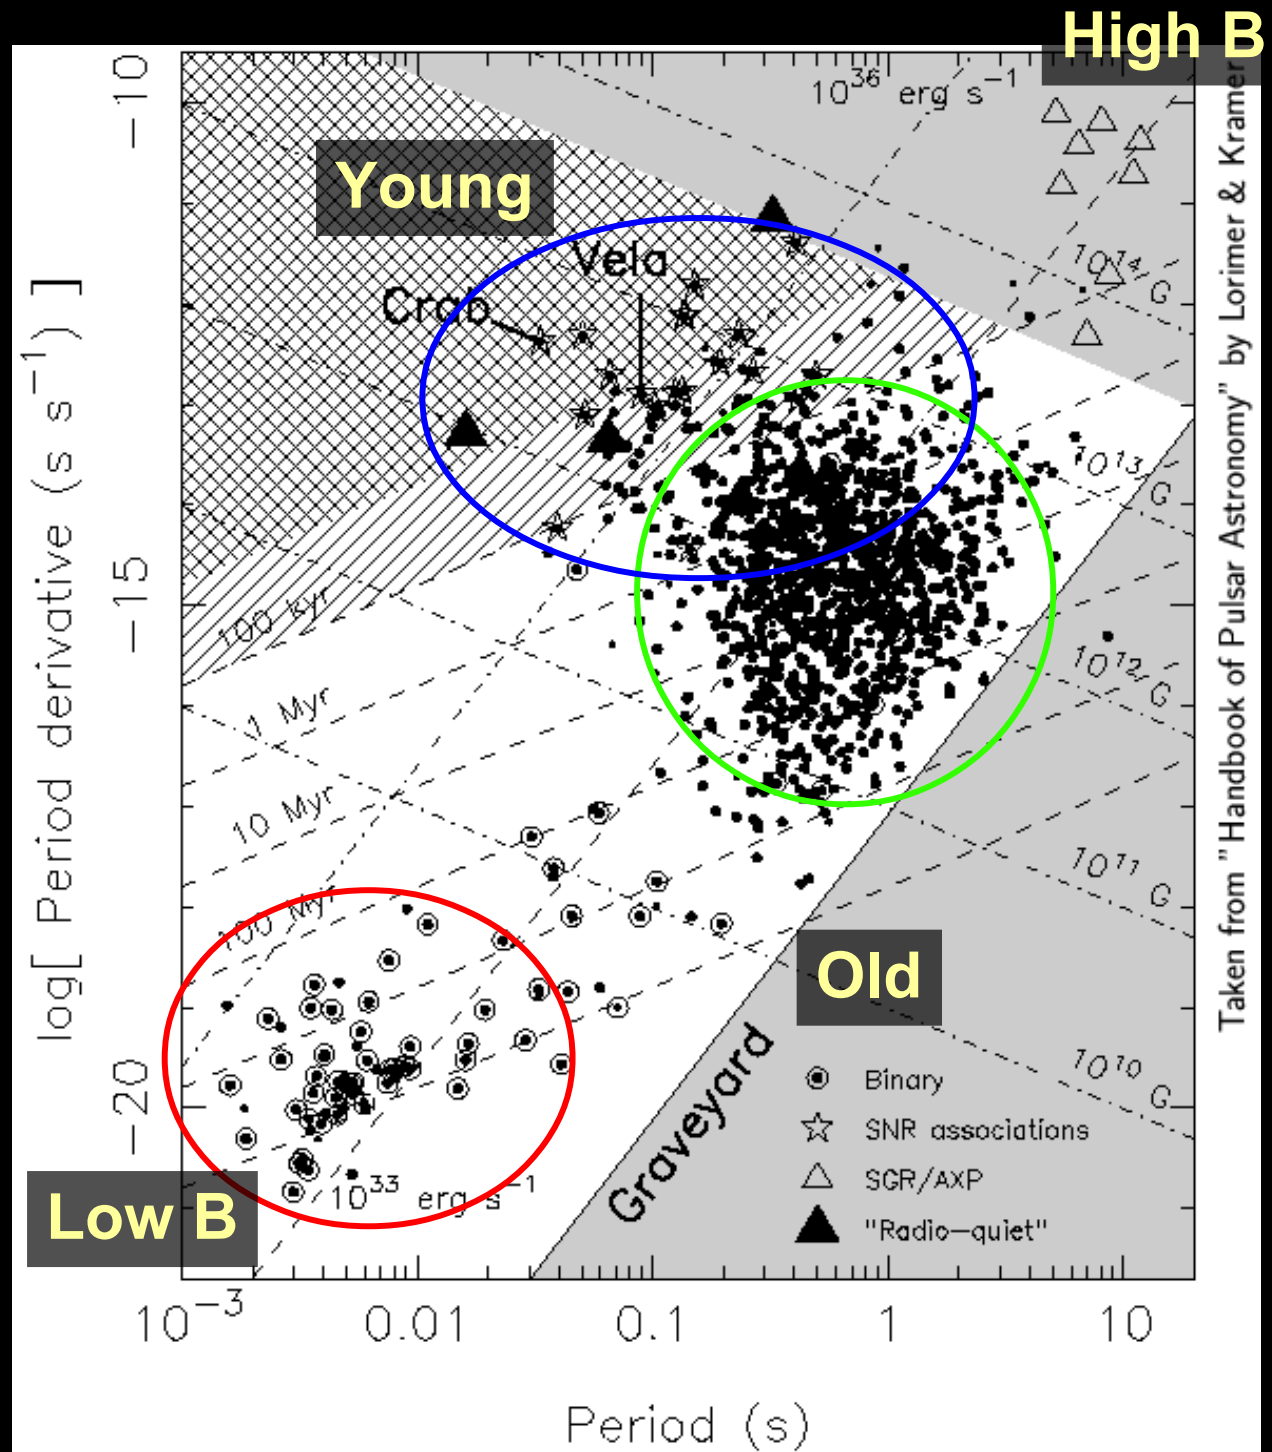 High B
−10
10³⁶ erg s⁻¹
Young
Vela
Crab
10¹⁴ G
10¹³ G
−15
100 kyr
10¹² G
1 Myr
10 Myr
10¹¹ G
100 Myr
Old
Graveyard
10¹⁰ G
−20
Binary
SNR associations
SGR/AXP
"Radio−quiet"
10³³ erg s⁻¹
Low B
10⁻³ 0.01 0.1 1 10
Period (s)
log[ Period derivative (s s⁻¹) ]
Taken from "Handbook of Pulsar Astronomy" by Lorimer & Kramer